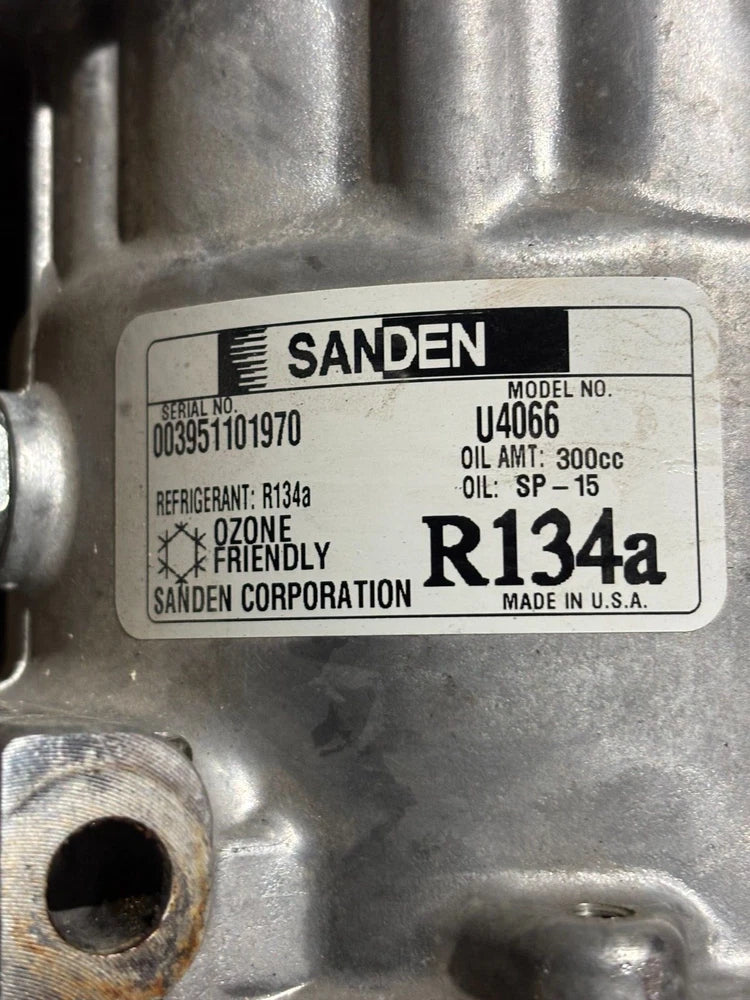 SANDEN
SERIAL NO.
003951101970
MODEL NO.
U4066
OIL AMT: 300cc
OIL: SP-15
REFRIGERANT: R134a
OZONE
FRIENDLY
R134a
SANDEN CORPORATION
MADE IN U.S.A.